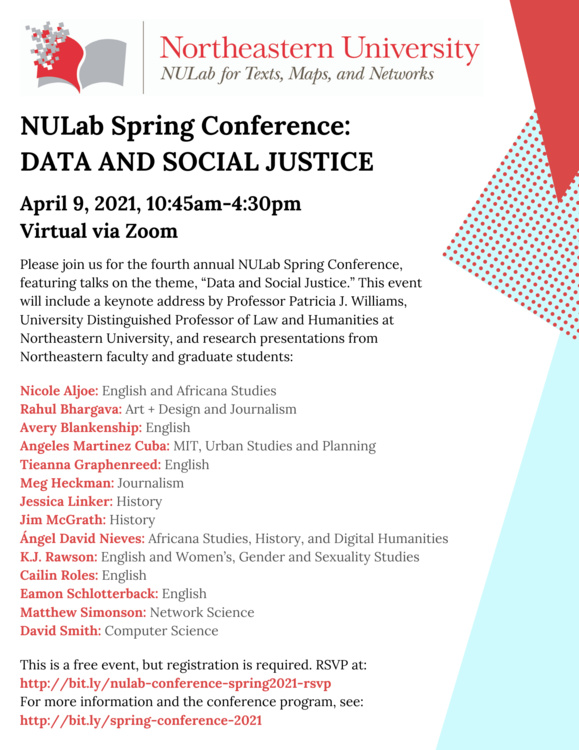 Northeastern University
NULab for Texts, Maps, and Networks
NULab Spring Conference:
DATA AND SOCIAL JUSTICE
April 9, 2021, 10:45am-4:30pm
Virtual via Zoom
Please join us for the fourth annual NULab Spring Conference,
featuring talks on the theme, “Data and Social Justice.” This event
will include a keynote address by Professor Patricia J. Williams,
University Distinguished Professor of Law and Humanities at
Northeastern University, and research presentations from
Northeastern faculty and graduate students:
Nicole Aljoe: English and Africana Studies
Rahul Bhargava: Art + Design and Journalism
Avery Blankenship: English
Angeles Martinez Cuba: MIT, Urban Studies and Planning
Tieanna Graphenreed: English
Meg Heckman: Journalism
Jessica Linker: History
Jim McGrath: History
Ángel David Nieves: Africana Studies, History, and Digital Humanities
K.J. Rawson: English and Women’s, Gender and Sexuality Studies
Cailin Roles: English
Eamon Schlotterback: English
Matthew Simonson: Network Science
David Smith: Computer Science
This is a free event, but registration is required. RSVP at:
http://bit.ly/nulab-conference-spring2021-rsvp
For more information and the conference program, see:
http://bit.ly/spring-conference-2021